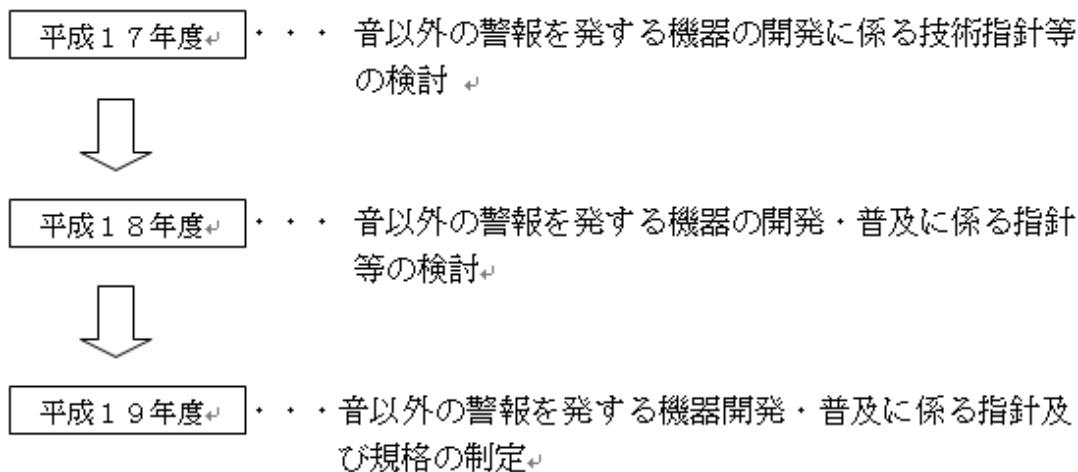 平成１７年度・・・ 音以外の警報を発する機器の開発に係る技術指針等
の検討
平成１８年度・・・ 音以外の警報を発する機器の開発・普及に係る指針
等の検討
平成１９年度・・・音以外の警報を発する機器開発・普及に係る指針及
び規格の制定